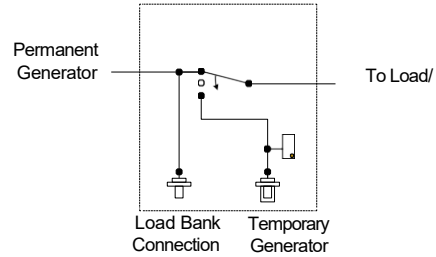 Permanent
Generator
To Load/
Load Bank
Connection
Temporary
Generator